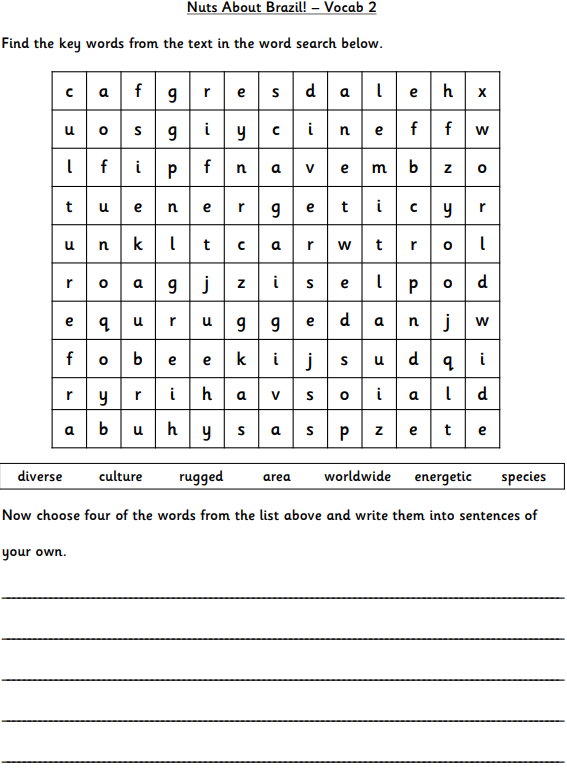 Nuts About Brazil! – Vocab 2
Find the key words from the text in the word search below.
c a f g r e s d a l e h x
u o s g i y c i n e f f w
l f i p f n a v e m b z o
t u e n e r g e t i c y r
u n k l t c a r w t r o l
r o a g j z i s e l p o d
e q u r u g g e d a n j w
f o b e e k i j s u d q i
r y r i h a v s o i a l d
a b u h y s a s p z e t e
diverse culture rugged area worldwide energetic species
Now choose four of the words from the list above and write them into sentences of
your own.